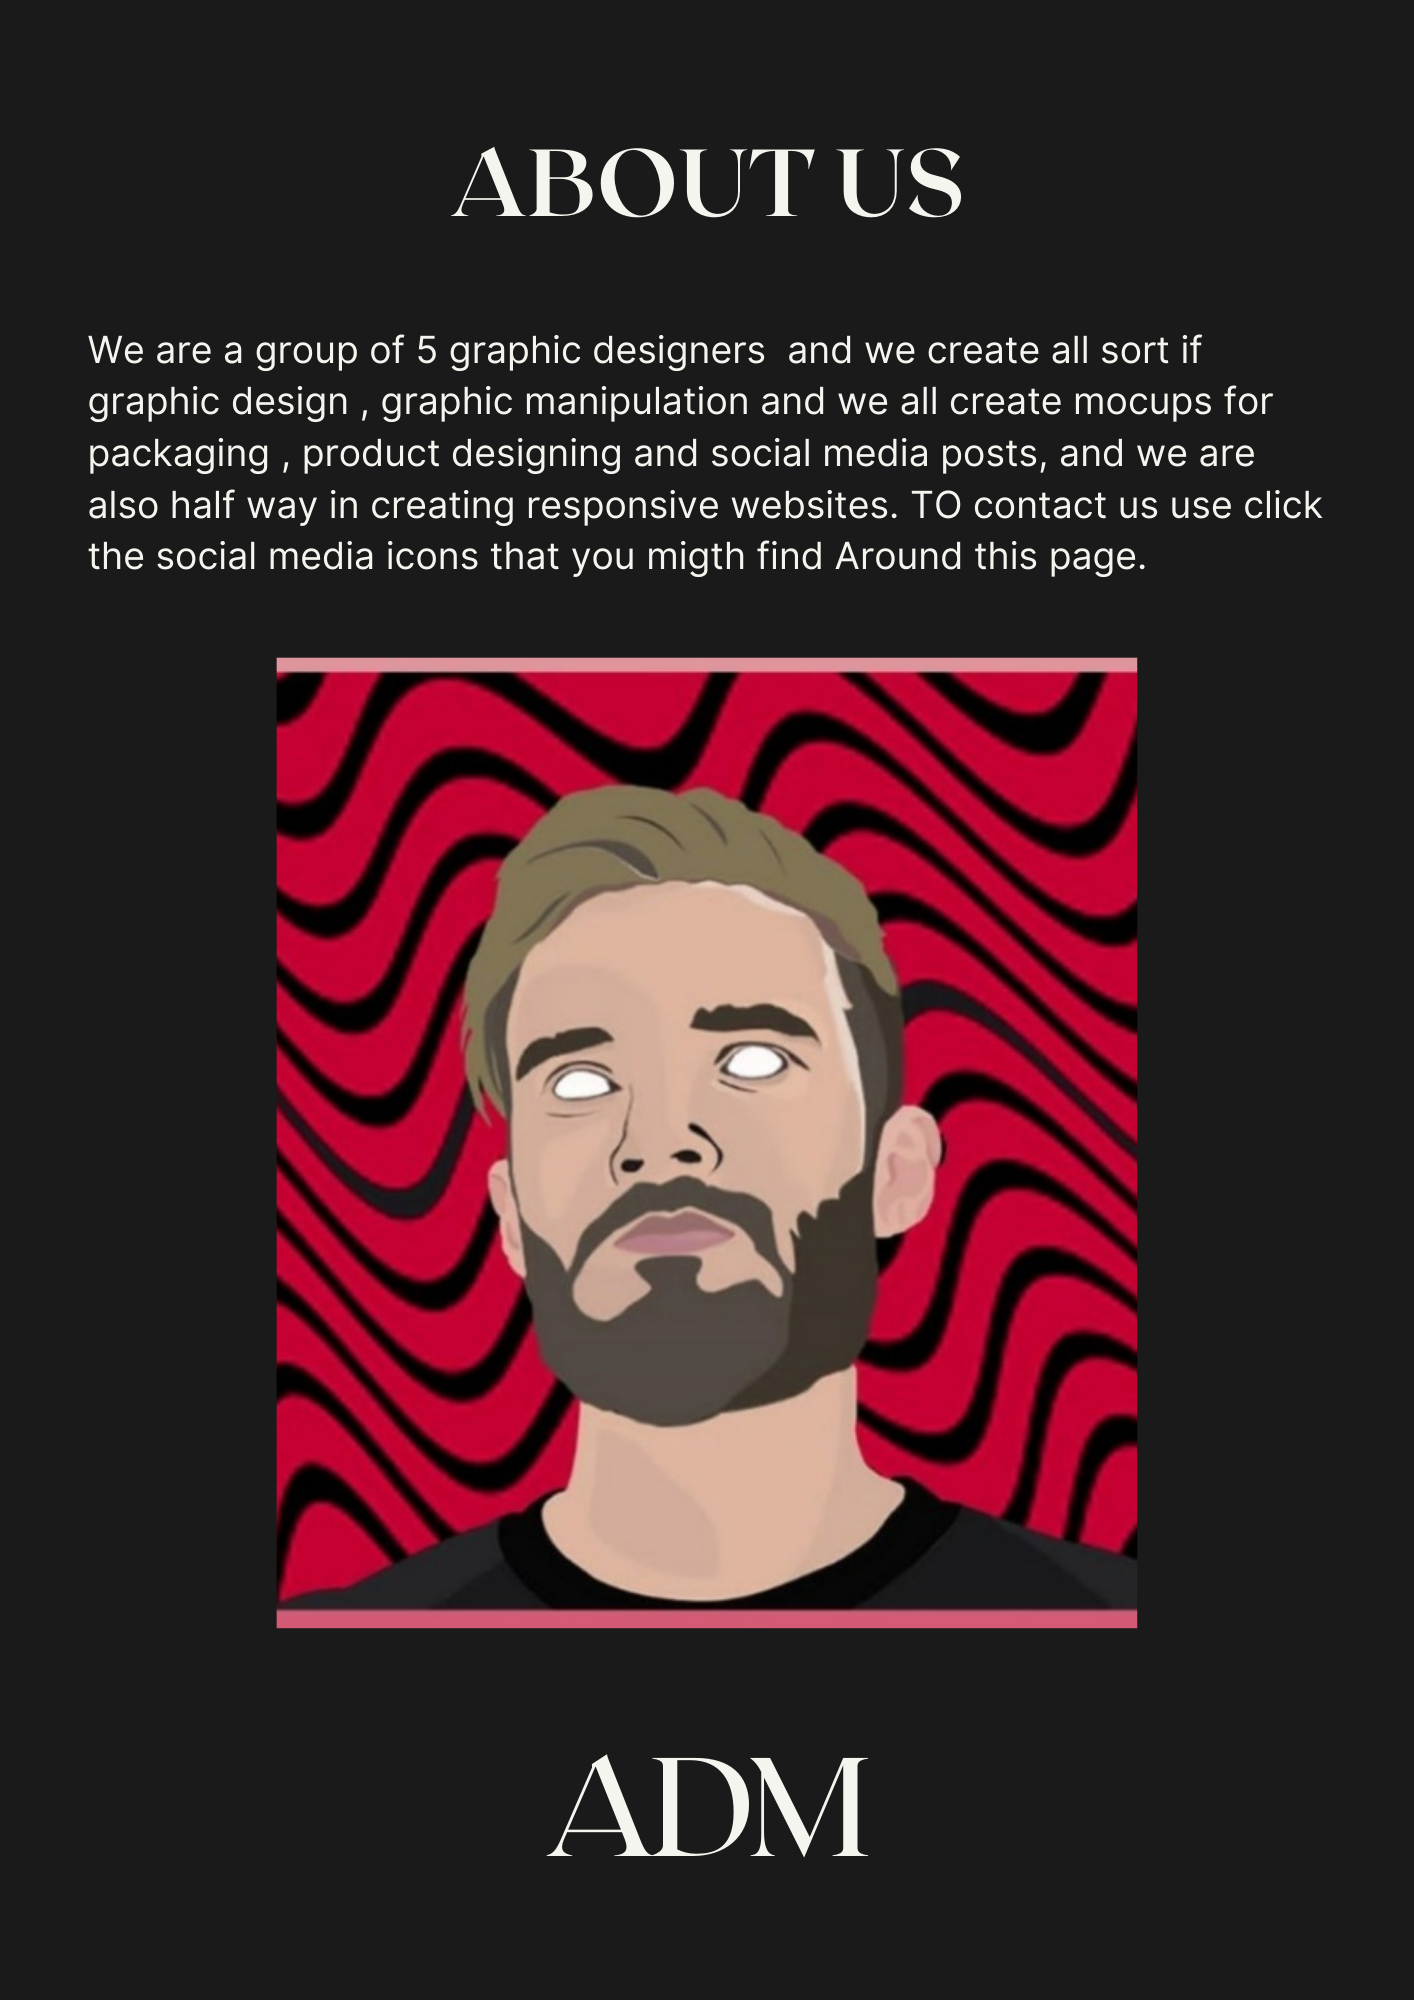 ABOUT US
We are a group of 5 graphic designers  and we create all sort if
graphic design , graphic manipulation and we all create mocups for
packaging , product designing and social media posts, and we are
also half way in creating responsive websites. TO contact us use click
the social media icons that you migth find Around this page.
ADM